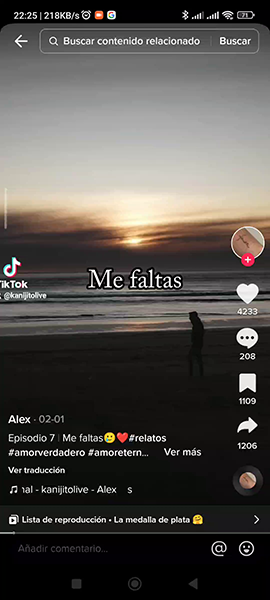 22:25 | 218KB/s
71
Buscar contenido relacionado
Buscar
Me faltas
TikTok
@kanijitolive
4233
208
1109
1206
Alex · 02-01
Episodio 7 | Me faltas🥲❤️#relatos
#amorverdadero #amoretern... Ver más
Ver traducción
nal - kanijitolive - Alex s
Lista de reproducción • La medalla de plata 🤗
Añadir comentario...